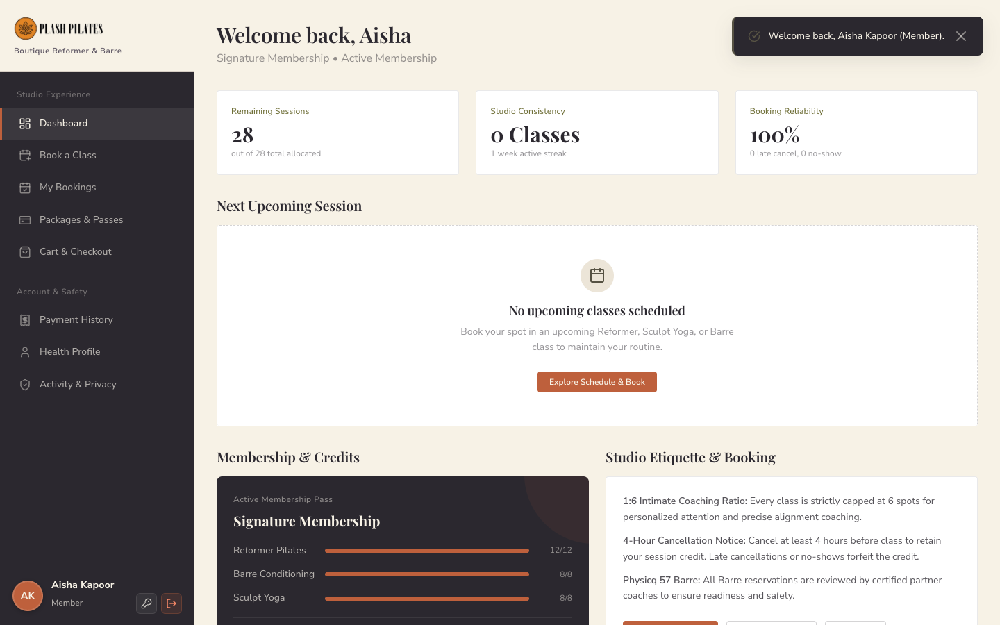 PLASH PILATES
Boutique Reformer & Barre
Studio Experience
Dashboard
Book a Class
My Bookings
Packages & Passes
Cart & Checkout
Account & Safety
Payment History
Health Profile
Activity & Privacy
AK
Aisha Kapoor
Member
Welcome back, Aisha
Signature Membership • Active Membership
Welcome back, Aisha Kapoor (Member).
Remaining Sessions
28
out of 28 total allocated
Studio Consistency
0 Classes
1 week active streak
Booking Reliability
100%
0 late cancel, 0 no-show
Next Upcoming Session
No upcoming classes scheduled
Book your spot in an upcoming Reformer, Sculpt Yoga, or Barre
class to maintain your routine.
Explore Schedule & Book
Membership & Credits
Active Membership Pass
Signature Membership
Reformer Pilates 12/12
Barre Conditioning 8/8
Sculpt Yoga 8/8
Studio Etiquette & Booking
1:6 Intimate Coaching Ratio: Every class is strictly capped at 6 spots for
personalized attention and precise alignment coaching.
4-Hour Cancellation Notice: Cancel at least 4 hours before class to retain
your session credit. Late cancellations or no-shows forfeit the credit.
Physicq 57 Barre: All Barre reservations are reviewed by certified partner
coaches to ensure readiness and safety.